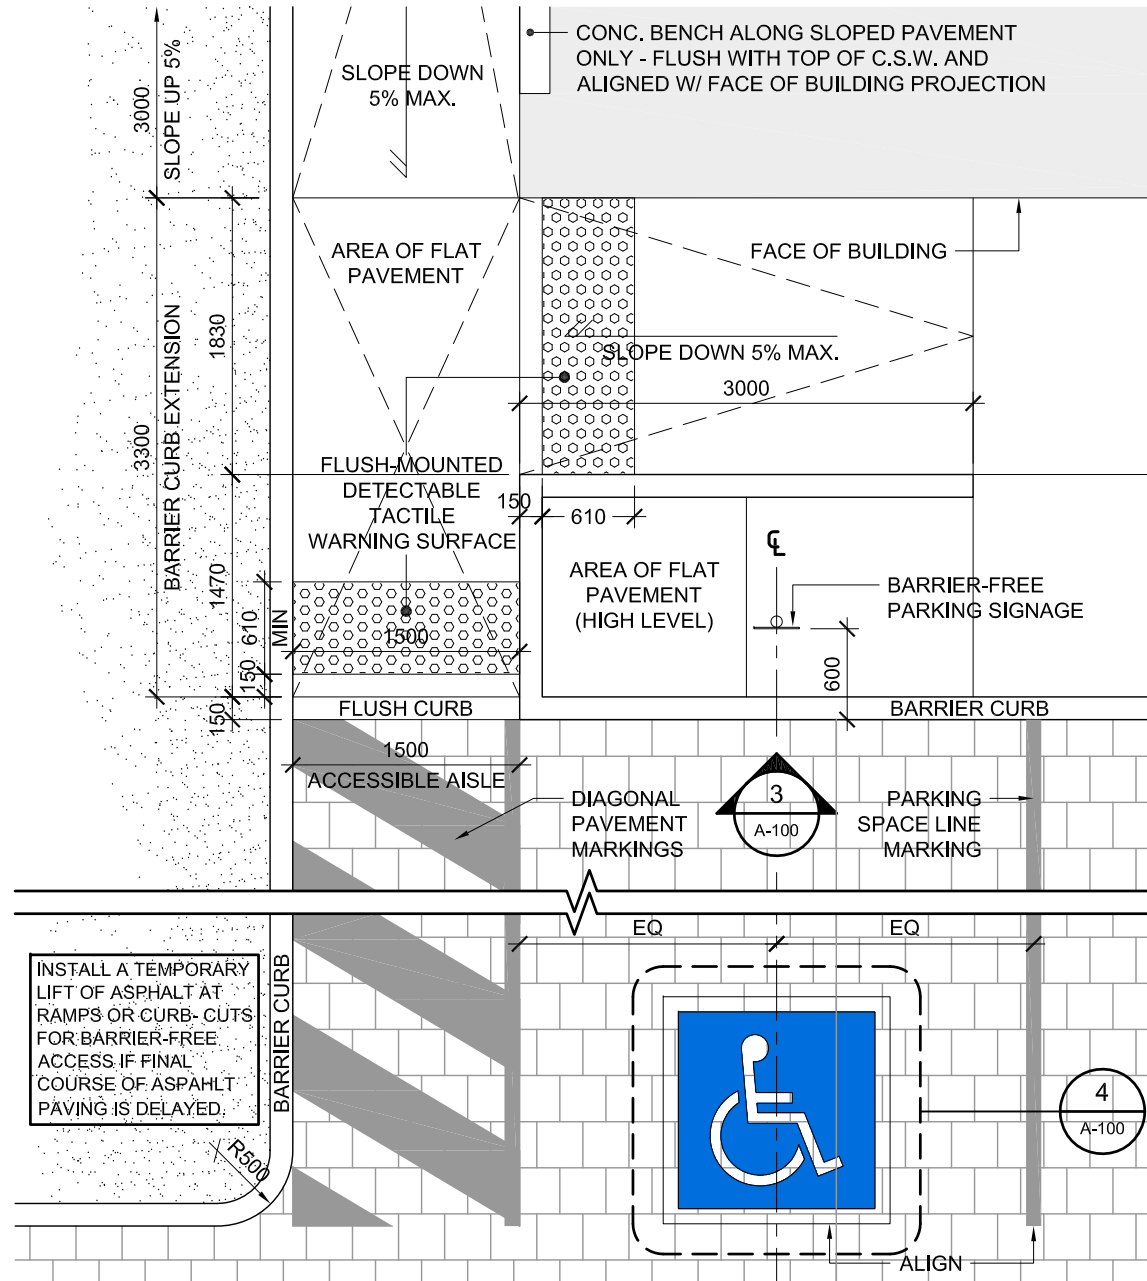 CONC. BENCH ALONG SLOPED PAVEMENT
ONLY - FLUSH WITH TOP OF C.S.W. AND
ALIGNED W/ FACE OF BUILDING PROJECTION
SLOPE DOWN
5% MAX.
3000
SLOPE UP 5%
AREA OF FLAT
PAVEMENT
FACE OF BUILDING
1830
BARRIER CURB EXTENSION
3300
SLOPE DOWN 5% MAX.
3000
FLUSH-MOUNTED
DETECTABLE
TACTILE
WARNING SURFACE
150
610
1470
610
MIN
150
150
1500
AREA OF FLAT
PAVEMENT
(HIGH LEVEL)
CL
BARRIER-FREE
PARKING SIGNAGE
600
FLUSH CURB
BARRIER CURB
1500
ACCESSIBLE AISLE
DIAGONAL
PAVEMENT
MARKINGS
3
A-100
PARKING
SPACE LINE
MARKING
EQ
EQ
INSTALL A TEMPORARY
LIFT OF ASPHALT AT
RAMPS OR CURB- CUTS
FOR BARRIER-FREE
ACCESS IF FINAL
COURSE OF ASPAHLT
PAVING IS DELAYED.
BARRIER CURB
R500
4
A-100
ALIGN